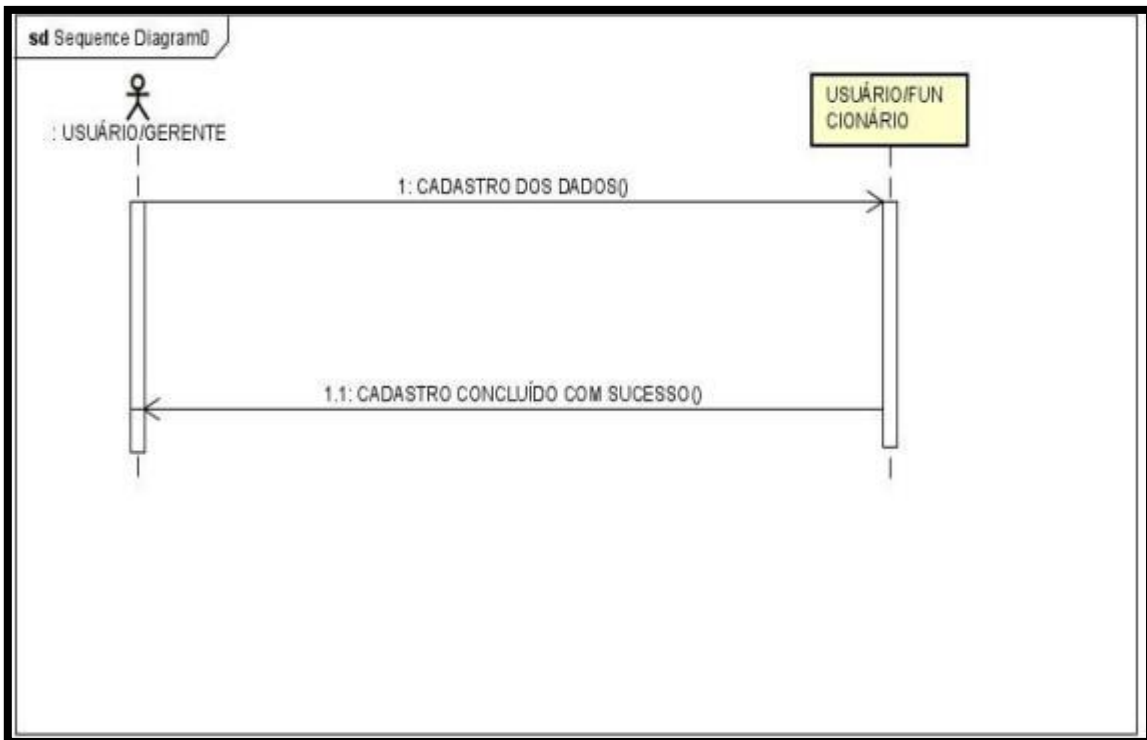 sd Sequence Diagram0
: USUÁRIO/GERENTE
USUÁRIO/FUN
CIONÁRIO
1: CADASTRO DOS DADOS()
1.1: CADASTRO CONCLUÍDO COM SUCESSO()